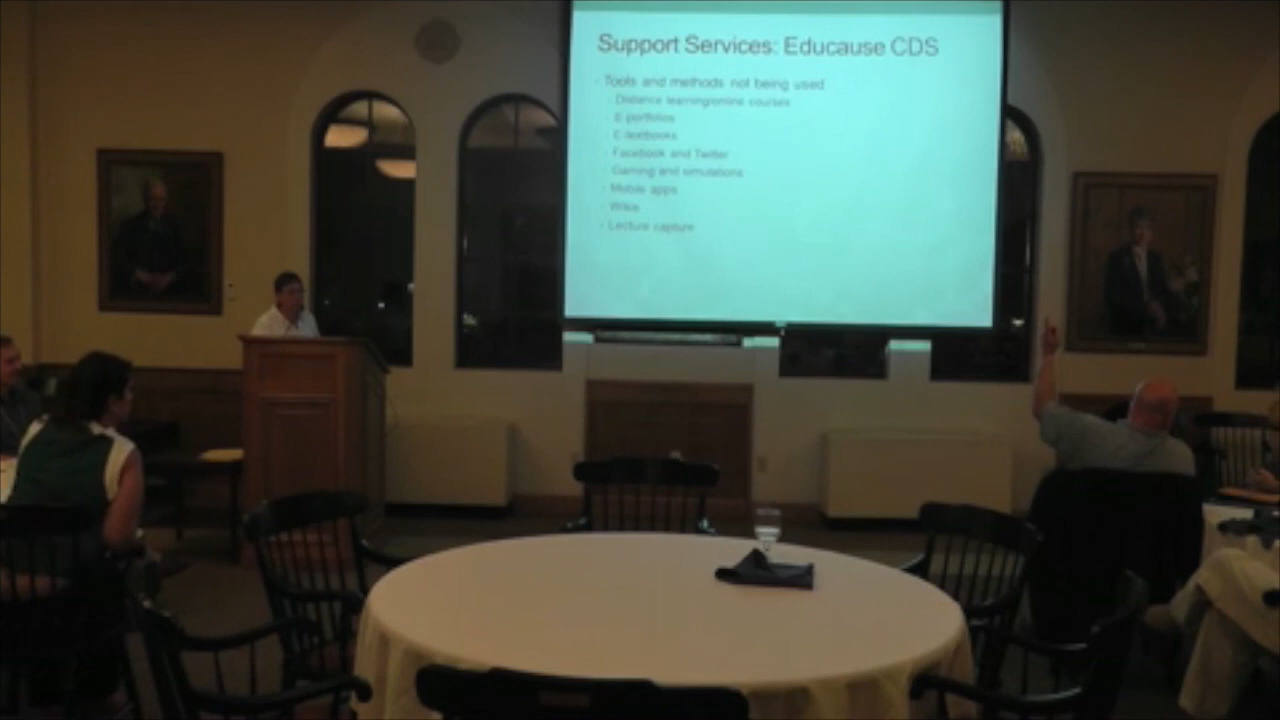 Support Services: Educause CDS
Tools and methods not being used
Distance learning/online courses
E-portfolios
E-textbooks
Facebook and Twitter
Gaming and simulations
Mobile apps
Wikis
Lecture capture